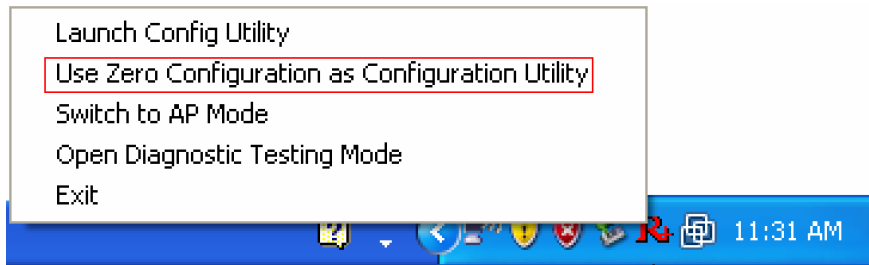 Launch Config Utility
Use Zero Configuration as Configuration Utility
Switch to AP Mode
Open Diagnostic Testing Mode
Exit
11:31 AM